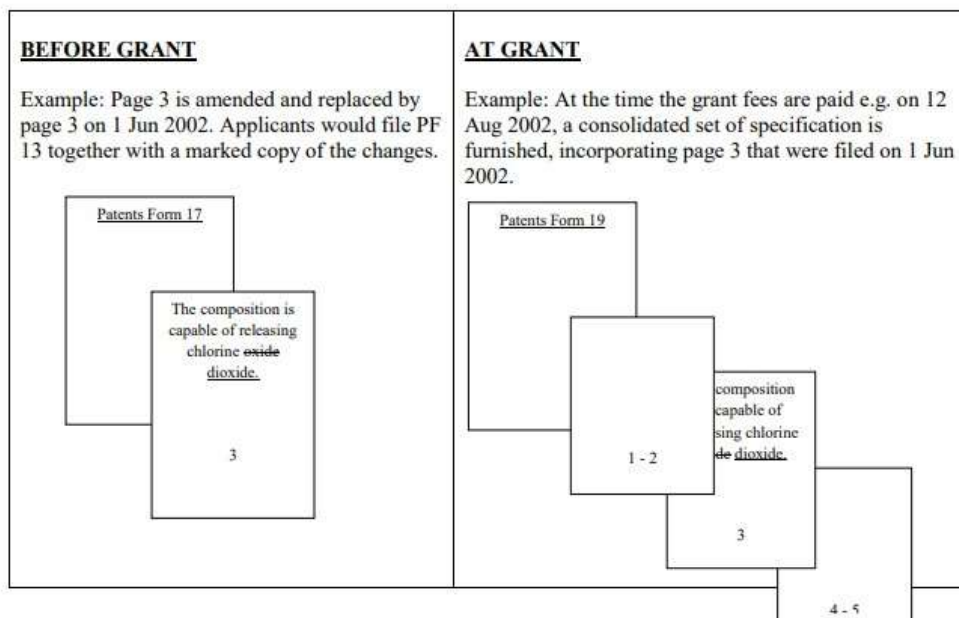 BEFORE GRANT
Example: Page 3 is amended and replaced by
page 3 on 1 Jun 2002. Applicants would file PF
13 together with a marked copy of the changes.
Patents Form 17
The composition is
capable of releasing
chlorine oxide
dioxide.
3
AT GRANT
Example: At the time the grant fees are paid e.g. on 12
Aug 2002, a consolidated set of specification is
furnished, incorporating page 3 that were filed on 1 Jun
2002.
Patents Form 19
1 - 2
composition
capable of
sing chlorine
de dioxide.
3
4 - 5